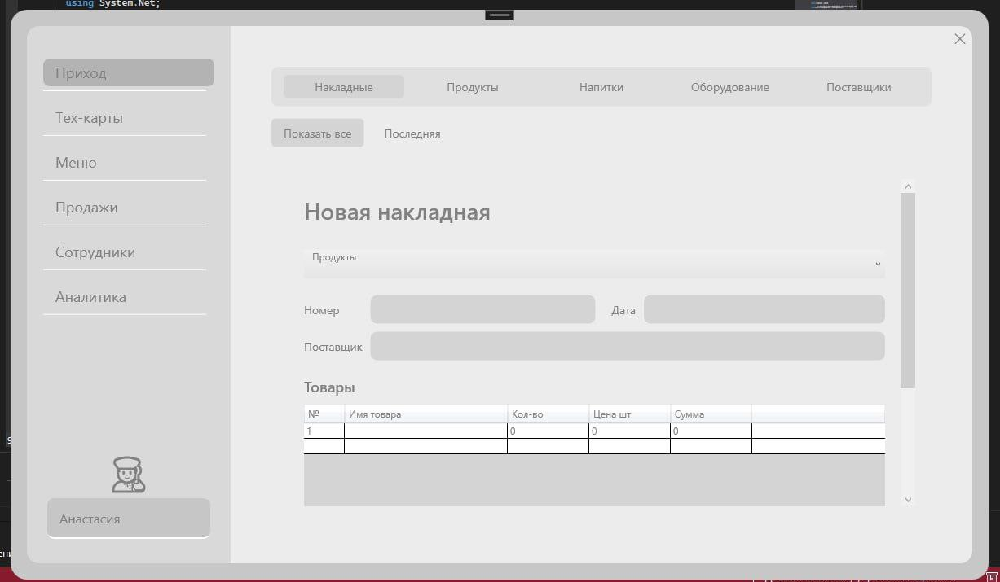 using System.Net;
Приход
Тех-карты
Меню
Продажи
Сотрудники
Аналитика
Анастасия
Накладные Продукты Напитки Оборудование Поставщики
Показать все Последняя
Новая накладная
Продукты
Номер Дата
Поставщик
Товары
№ Имя товара Кол-во Цена шт Сумма
1 0 0 0